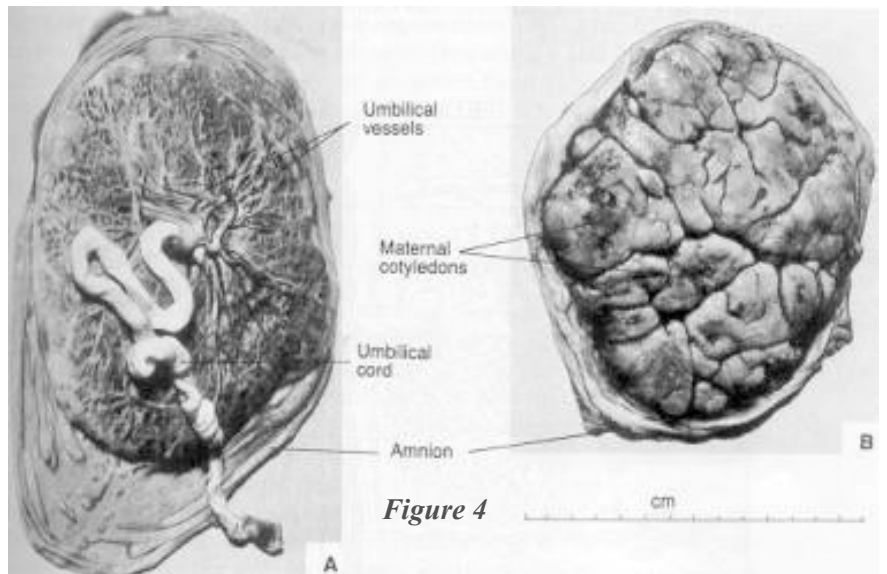 Umbilical
vessels
Maternal
cotyledons
Umbilical
cord
Amnion
Figure 4
cm
A
B